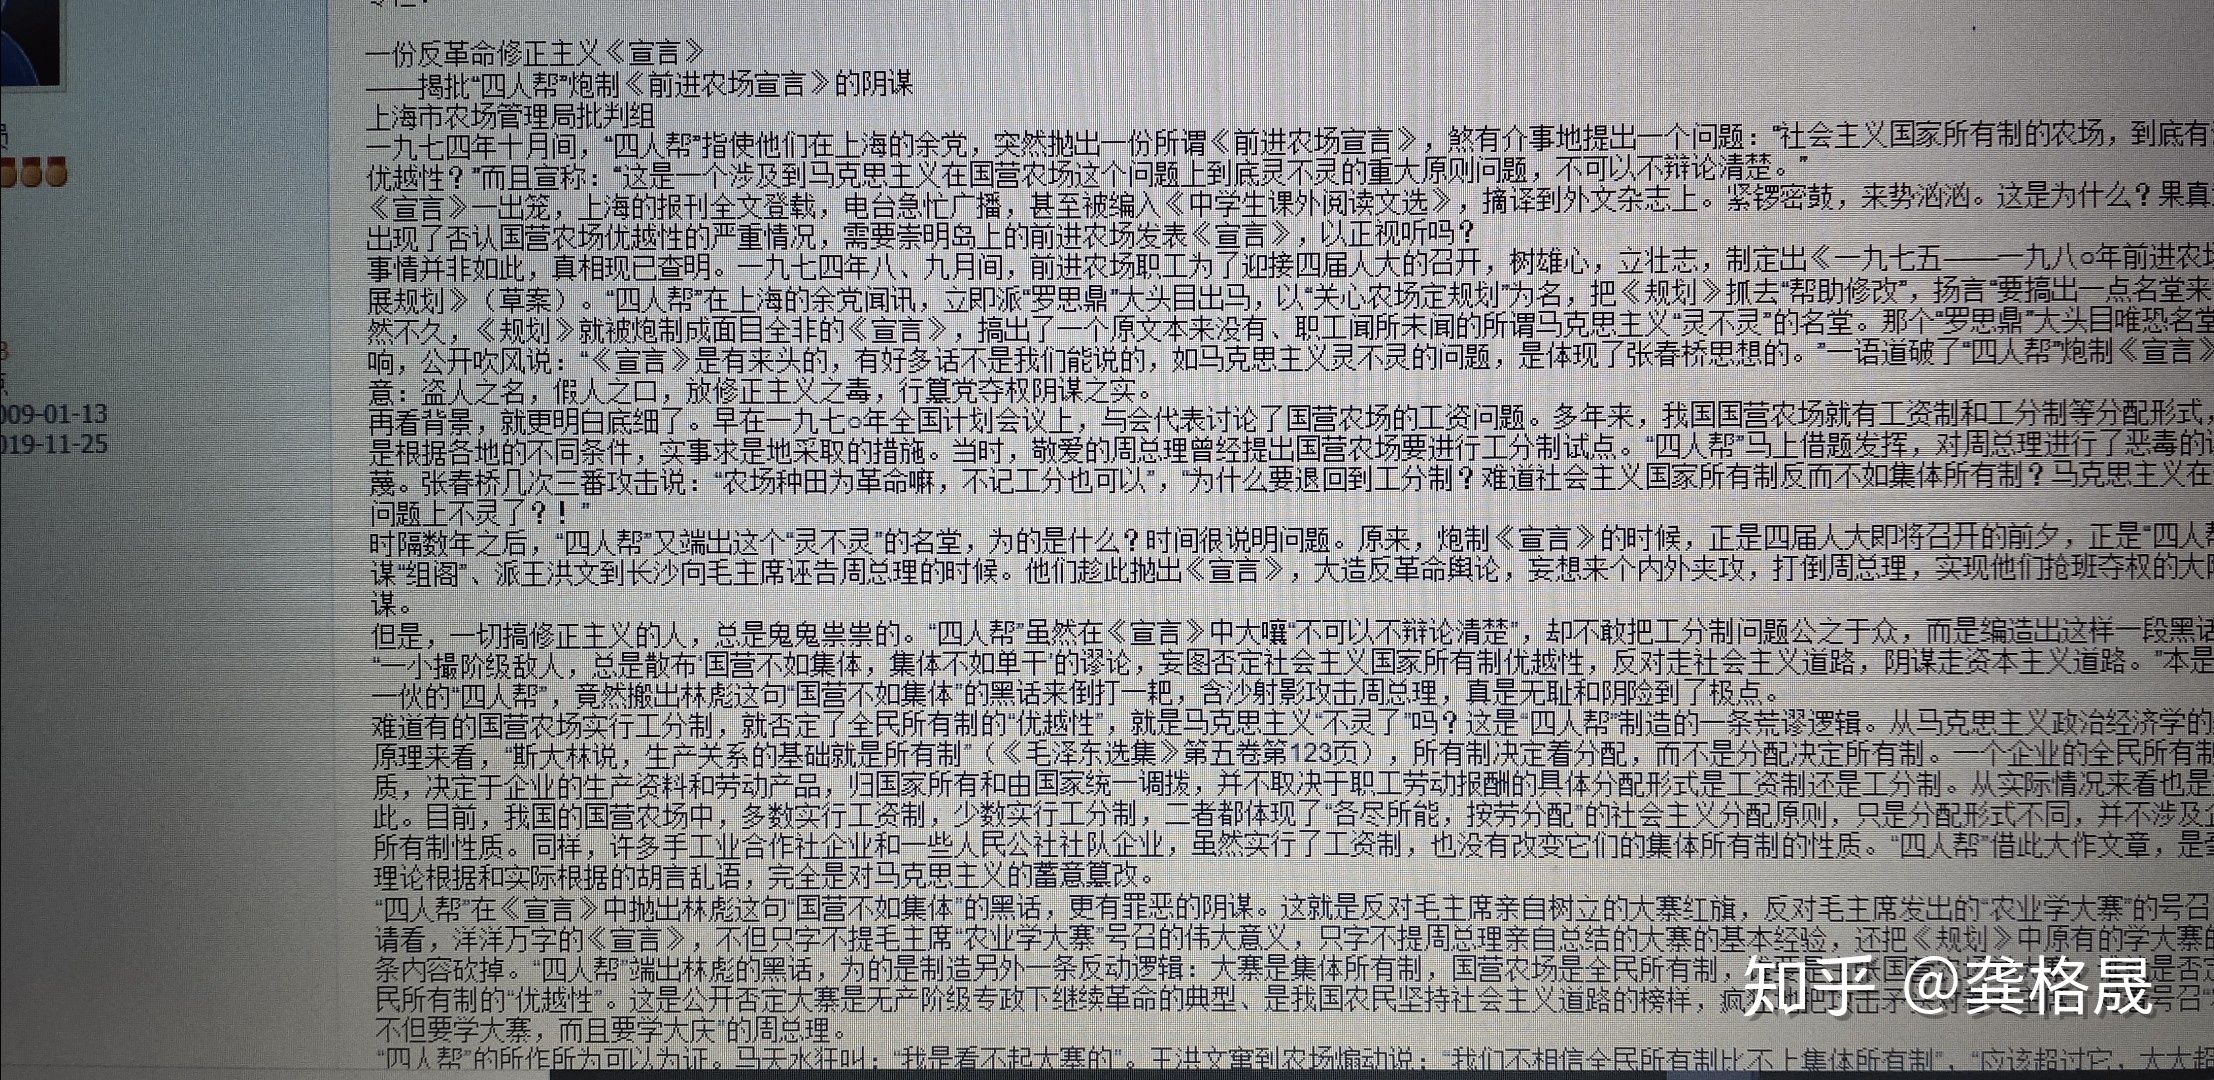 一份反革命修正主义《宣言》
——揭批“四人帮”炮制《前进农场宣言》的阴谋
上海市农场管理局批判组
一九七四年十月间，“四人帮”指使他们在上海的余党，突然抛出一份所谓《前进农场宣言》，煞有介事地提出一个问题：“社会主义国家所有制的农场，到底有
优越性？”而且宣称：“这是一个涉及到马克思主义在国营农场这个问题上到底灵不灵的重大原则问题，不可以不辩论清楚。”
《宣言》一出笼，上海的报刊全文登载，电台急忙广播，甚至被编入《中学生课外阅读文选》，摘译到外文杂志上。紧锣密鼓，来势汹汹。这是为什么？果真
出现了否认国营农场优越性的严重情况，需要崇明岛上的前进农场发表《宣言》，以正视听吗？
事情并非如此，真相现已查明。一九七四年八、九月间，前进农场职工为了迎接四届人大的召开，树雄心，立壮志，制定出《一九七五——一九八○年前进农场
展规划》（草案）。“四人帮”在上海的余党闻讯，立即派“罗思鼎”大头目出马，以“关心农场定规划”为名，把《规划》抓去“帮助修改”，扬言“要搞出一点名堂来
然不久，《规划》就被炮制成面目全非的《宣言》，搞出了一个原文本来没有、职工闻所未闻的所谓马克思主义“灵不灵”的名堂。那个“罗思鼎”大头目唯恐名堂
响，公开吹风说：“《宣言》是有来头的，有好多话不是我们能说的，如马克思主义灵不灵的问题，是体现了张春桥思想的。”一语道破了“四人帮”炮制《宣言》
意：盗人之名，假人之口，放修正主义之毒，行篡党夺权阴谋之实。
再看背景，就更明白底细了。早在一九七○年全国计划会议上，与会代表讨论了国营农场的工资问题。多年来，我国国营农场就有工资制和工分制等分配形式，
是根据各地的不同条件，实事求是地采取的措施。当时，敬爱的周总理曾经提出国营农场要进行工分制试点。“四人帮”马上借题发挥，对周总理进行了恶毒的
蔑。张春桥几次三番攻击说：“农场种田为革命嘛，不记工分也可以”，“为什么要退回到工分制？难道社会主义国家所有制反而不如集体所有制？马克思主义在
问题上不灵了？！”
时隔数年之后，“四人帮”又端出这个“灵不灵”的名堂，为的是什么？时间很说明问题。原来，炮制《宣言》的时候，正是四届人大即将召开的前夕，正是“四人帮
谋“组阁”、派王洪文到长沙向毛主席诬告周总理的时候。他们趁此抛出《宣言》，大造反革命舆论，妄想来个内外夹攻，打倒周总理，实现他们抢班夺权的大阴
谋。
但是，一切搞修正主义的人，总是鬼鬼祟祟的。“四人帮”虽然在《宣言》中大嚷“不可以不辩论清楚”，却不敢把工分制问题公之于众，而是编造出这样一段黑话
“一小撮阶级敌人，总是散布‘国营不如集体，集体不如单干’的谬论，妄图否定社会主义国家所有制优越性，反对走社会主义道路，阴谋走资本主义道路。”本是
一伙的“四人帮”，竟然搬出林彪这句“国营不如集体”的黑话来倒打一耙，含沙射影攻击周总理，真是无耻和阴险到了极点。
难道有的国营农场实行工分制，就否定了全民所有制的“优越性”，就是马克思主义“不灵了”吗？这是“四人帮”制造的一条荒谬逻辑。从马克思主义政治经济学的
原理来看，“斯大林说，生产关系的基础就是所有制”（《毛泽东选集》第五卷第123页），所有制决定着分配，而不是分配决定所有制。一个企业的全民所有制
质，决定于企业的生产资料和劳动产品，归国家所有和由国家统一调拨，并不取决于职工劳动报酬的具体分配形式是工资制还是工分制。从实际情况来看也是
此。目前，我国的国营农场中，多数实行工资制，少数实行工分制，二者都体现了“各尽所能，按劳分配”的社会主义分配原则，只是分配形式不同，并不涉及企
所有制性质。同样，许多手工业合作社企业和一些人民公社社队企业，虽然实行了工资制，也没有改变它们的集体所有制的性质。“四人帮”借此大作文章，是
理论根据和实际根据的胡言乱语，完全是对马克思主义的蓄意篡改。
“四人帮”在《宣言》中抛出林彪这句“国营不如集体”的黑话，更有罪恶的阴谋。这就是反对毛主席亲自树立的大寨红旗，反对毛主席发出的“农业学大寨”的号召
请看，洋洋万字的《宣言》，不但只字不提毛主席“农业学大寨”号召的伟大意义，只字不提周总理亲自总结的大寨的基本经验，还把《规划》中原有的学大寨的
条内容砍掉。“四人帮”端出林彪的黑话，为的是制造另外一条反动逻辑：大寨是集体所有制，国营农场是全民所有制，
民所有制的“优越性”。这是公开否定大寨是无产阶级专政下继续革命的典型、是我国农民坚持社会主义道路的榜样，
不但要学大寨，而且要学大庆”的周总理。
“四人帮”的所作所为可以为证。马天水狂叫：“我是看不起大寨的”。王洪文窜到农场煽动说：“我们不相信全民所有制比不上集体所有制”，“应该超过它，大大超
009-01-13
019-11-25
知乎 @龚格晟